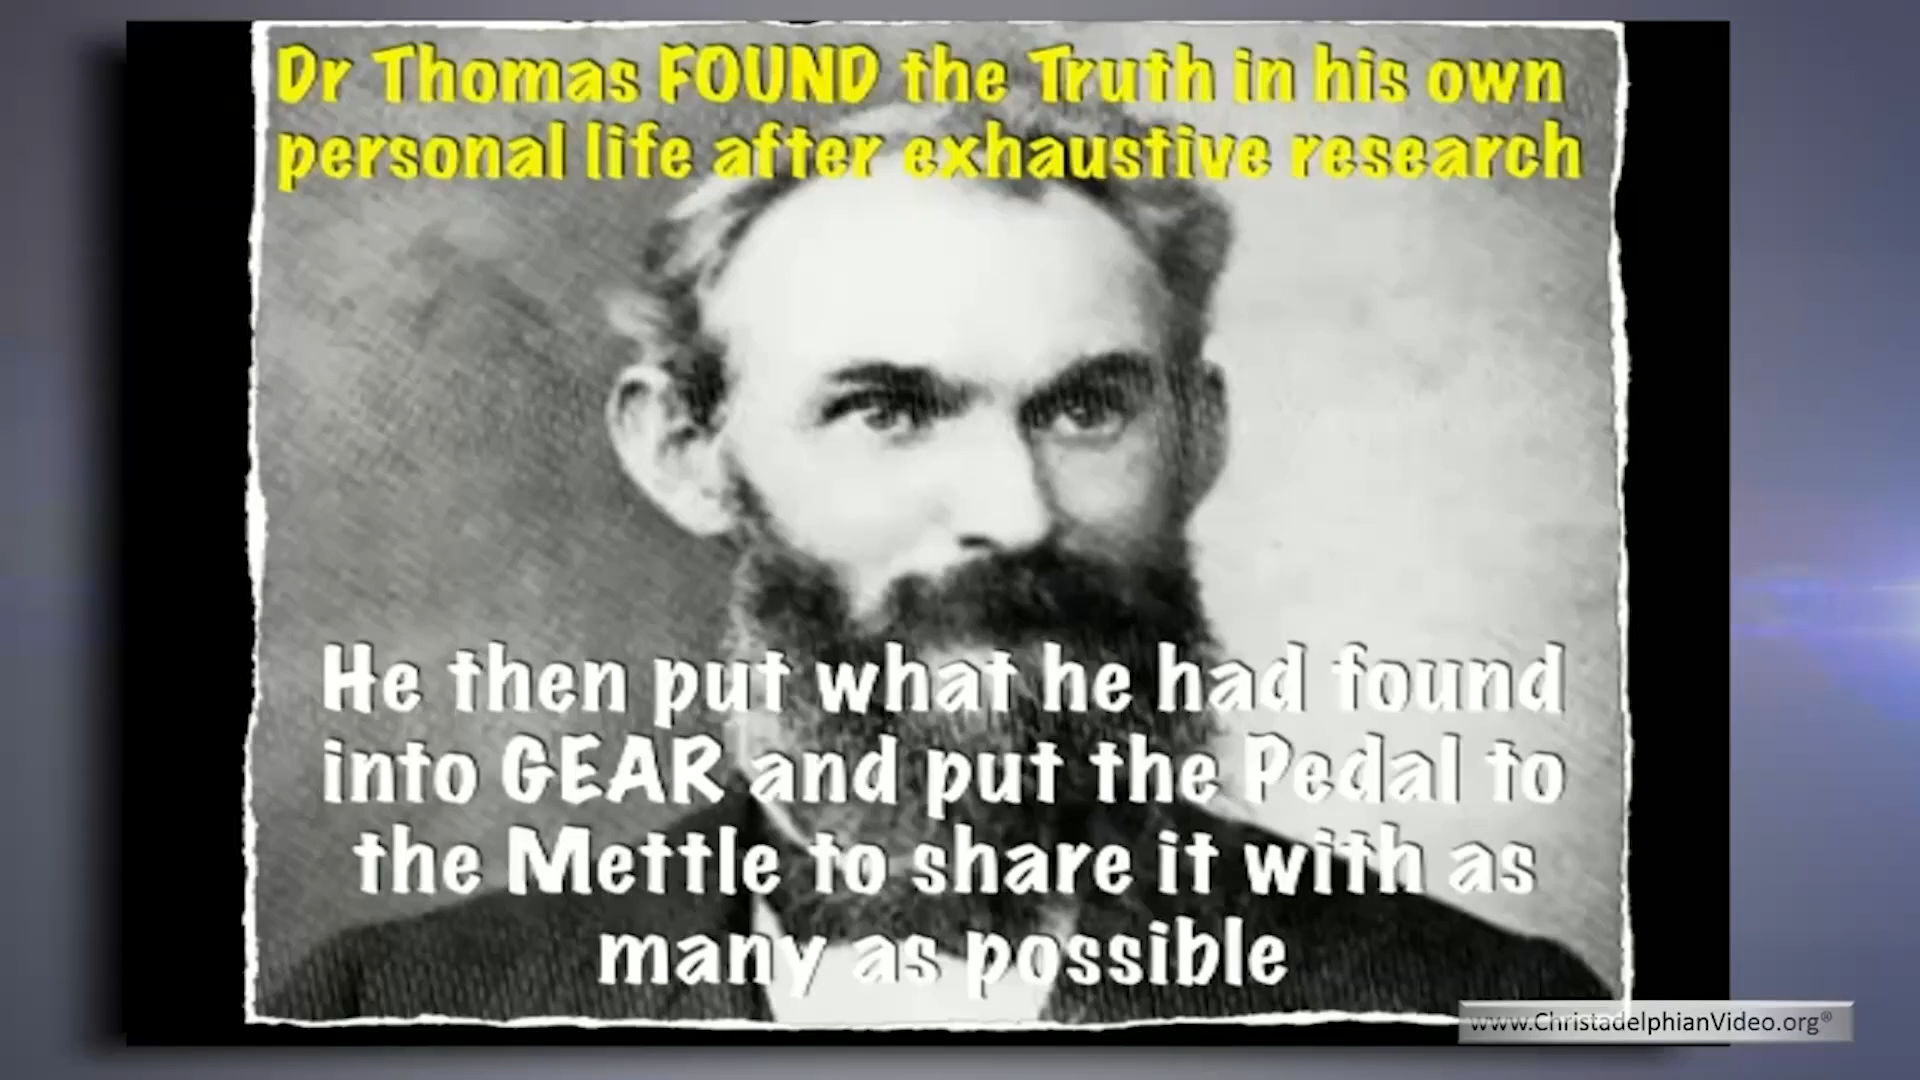 Dr Thomas FOUND the Truth in his own
personal life after exhaustive research
He then put what he had found
into GEAR and put the Pedal to
the Mettle to share it with as
many as possible
www.ChristadelphianVideo.org®